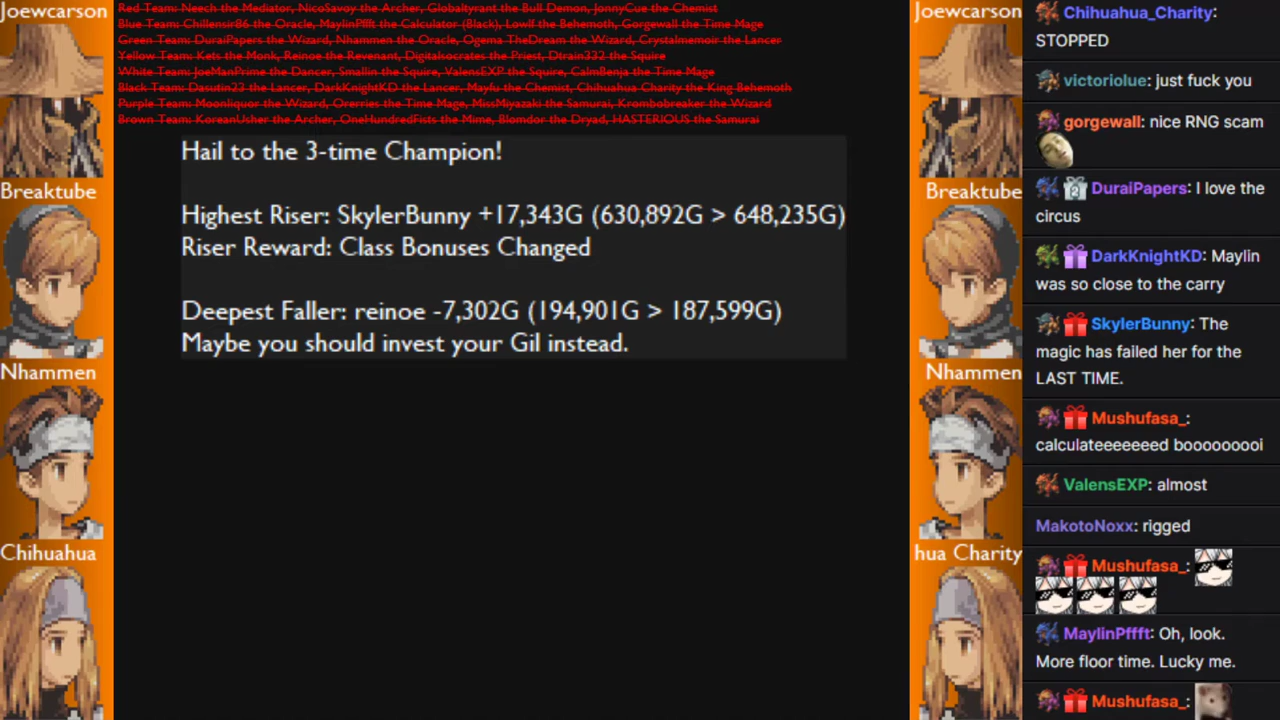 Joewcarson
Breaktube
Nhammen
Chihuahua
Red Team: Neech the Mediator, NicoSavoy the Archer, Globaltyrant the Bull Demon, JonnyCue the Chemist
Blue Team: Chillensir86 the Oracle, MaylinPffft the Calculator (Black), Lowlf the Behemoth, Gorgewall the Time Mage
Green Team: DuraiPapers the Wizard, Nhammen the Oracle, Ogema TheDream the Wizard, Crystalmemoir the Lancer
Yellow Team: Kets the Monk, Reinoe the Revenant, Digitalsocrates the Priest, Dtrain332 the Squire
White Team: JoeManPrime the Dancer, Smallin the Squire, ValensEXP the Squire, CalmBenja the Time Mage
Black Team: Dasutin23 the Lancer, DarkKnightKD the Lancer, Mayfu the Chemist, Chihuahua Charity the King Behemoth
Purple Team: Moonliquor the Wizard, Orerries the Time Mage, MissMiyazaki the Samurai, Krombobreaker the Wizard
Brown Team: KoreanUsher the Archer, OneHundredFists the Mime, Blomdor the Dryad, HASTERIOUS the Samurai
Hail to the 3-time Champion!
Highest Riser: SkylerBunny +17,343G (630,892G > 648,235G)
Riser Reward: Class Bonuses Changed
Deepest Faller: reinoe -7,302G (194,901G > 187,599G)
Maybe you should invest your Gil instead.
Joewcarson
Breaktube
Nhammen
hua Charity
Chihuahua_Charity:
STOPPED
victoriolue: just fuck you
gorgewall: nice RNG scam
DuraiPapers: I love the
circus
DarkKnightKD: Maylin
was so close to the carry
SkylerBunny: The
magic has failed her for the
LAST TIME.
Mushufasa_:
calculateeeeeed booooooooi
ValensEXP: almost
MakotoNoxx: rigged
Mushufasa_:
MaylinPffft: Oh, look.
More floor time. Lucky me.
Mushufasa_: